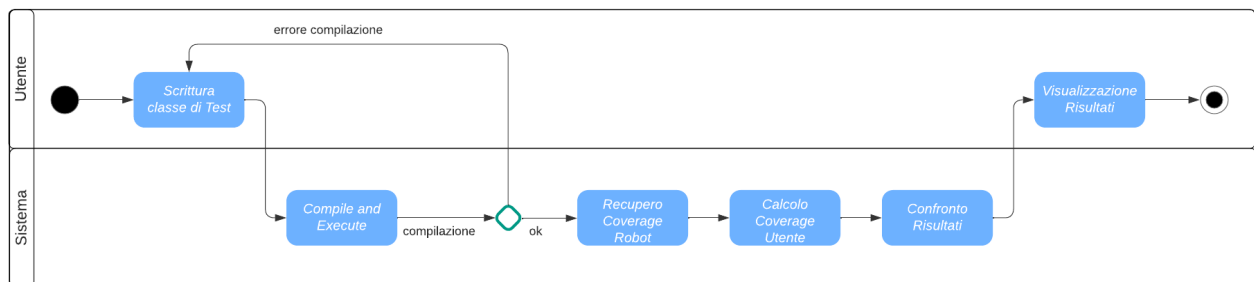 Utente
errore compilazione
Scrittura
classe di Test
Visualizzazione
Risultati
Sistema
Compile and
Execute
compilazione
ok
Recupero
Coverage
Robot
Calcolo
Coverage
Utente
Confronto
Risultati